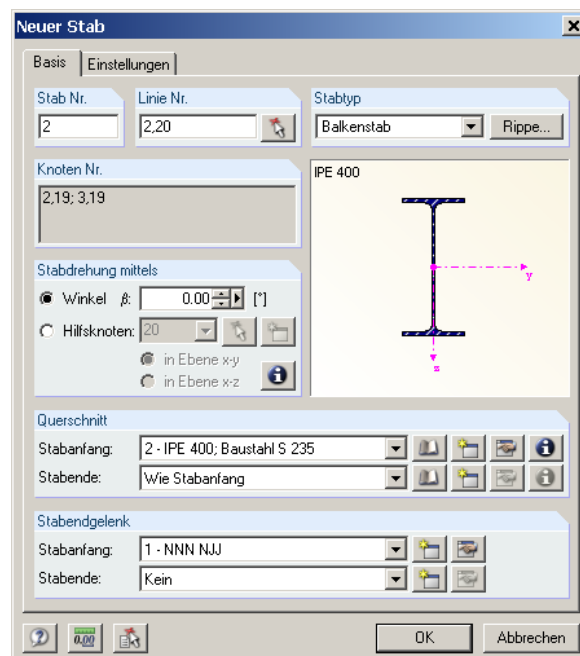 Neuer Stab
Basis
Einstellungen
Stab Nr.
Linie Nr.
Stabtyp
2
2,20
Balkenstab
Rippe...
Knoten Nr.
2,19; 3,19
IPE 400
y
z
Stabdrehung mittels
Winkel β: 0.00 [°]
Hilfsknoten: 20
in Ebene x-y
in Ebene x-z
Querschnitt
Stabanfang: 2 - IPE 400; Baustahl S 235
Stabende: Wie Stabanfang
Stabendgelenk
Stabanfang: 1 - NNN NJJ
Stabende: Kein
0.00
OK
Abbrechen